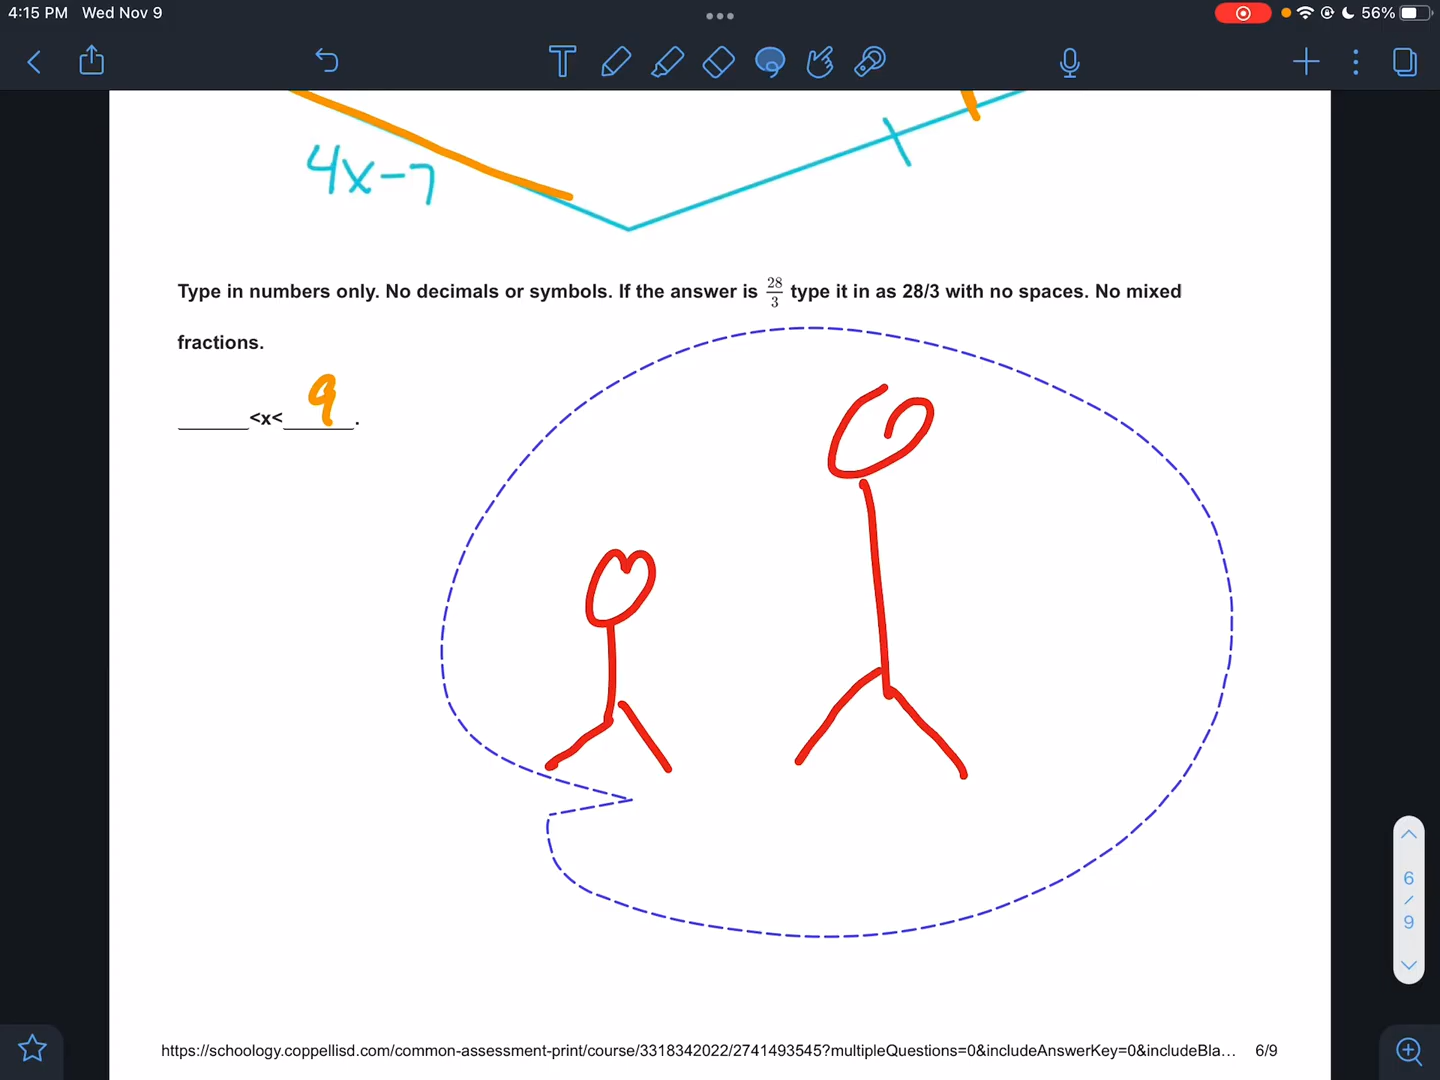 4:15 PM Wed Nov 9
56%
4x-7
Type in numbers only. No decimals or symbols. If the answer is 28/3 type it in as 28/3 with no spaces. No mixed
fractions.
9
______<x<______.
6
/
9
https://schoology.coppellisd.com/common-assessment-print/course/3318342022/2741493545?multipleQuestions=0&includeAnswerKey=0&includeBla... 6/9